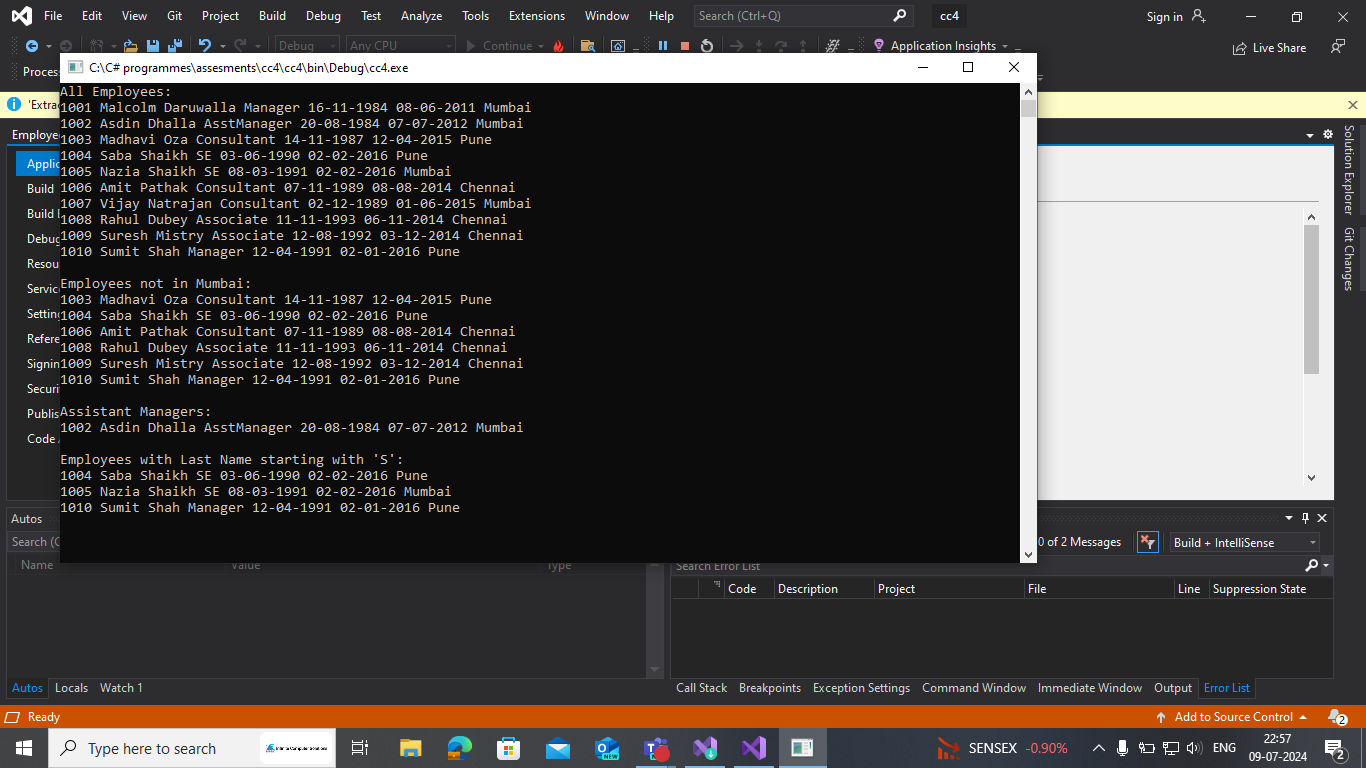 File Edit View Git Project Build Debug Test Analyze Tools Extensions Window Help Search (Ctrl+Q) cc4 Sign in
Debug Any CPU Continue Application Insights Live Share
Process
C:\C# programmes\assesments\cc4\cc4\bin\Debug\cc4.exe
All Employees:
1001 Malcolm Daruwalla Manager 16-11-1984 08-06-2011 Mumbai
1002 Asdin Dhalla AsstManager 20-08-1984 07-07-2012 Mumbai
1003 Madhavi Oza Consultant 14-11-1987 12-04-2015 Pune
1004 Saba Shaikh SE 03-06-1990 02-02-2016 Pune
1005 Nazia Shaikh SE 08-03-1991 02-02-2016 Mumbai
1006 Amit Pathak Consultant 07-11-1989 08-08-2014 Chennai
1007 Vijay Natrajan Consultant 02-12-1989 01-06-2015 Mumbai
1008 Rahul Dubey Associate 11-11-1993 06-11-2014 Chennai
1009 Suresh Mistry Associate 12-08-1992 03-12-2014 Chennai
1010 Sumit Shah Manager 12-04-1991 02-01-2016 Pune
Employees not in Mumbai:
1003 Madhavi Oza Consultant 14-11-1987 12-04-2015 Pune
1004 Saba Shaikh SE 03-06-1990 02-02-2016 Pune
1006 Amit Pathak Consultant 07-11-1989 08-08-2014 Chennai
1008 Rahul Dubey Associate 11-11-1993 06-11-2014 Chennai
1009 Suresh Mistry Associate 12-08-1992 03-12-2014 Chennai
1010 Sumit Shah Manager 12-04-1991 02-01-2016 Pune
Assistant Managers:
1002 Asdin Dhalla AsstManager 20-08-1984 07-07-2012 Mumbai
Employees with Last Name starting with 'S':
1004 Saba Shaikh SE 03-06-1990 02-02-2016 Pune
1005 Nazia Shaikh SE 08-03-1991 02-02-2016 Mumbai
1010 Sumit Shah Manager 12-04-1991 02-01-2016 Pune
'Extra
Employe
Applic
Build
Build
Debug
Resou
Servic
Setting
Refere
Signin
Securi
Publis
Code
Solution Explorer
Git Changes
Autos
Search (C
Name Value Type
Autos Locals Watch 1
0 of 2 Messages Build + IntelliSense
Search Error List
Code Description Project File Line Suppression State
Call Stack Breakpoints Exception Settings Command Window Immediate Window Output Error List
Ready Add to Source Control 2
Type here to search Infinite Computer Solutions SENSEX -0.90% ENG 22:57
09-07-2024 2